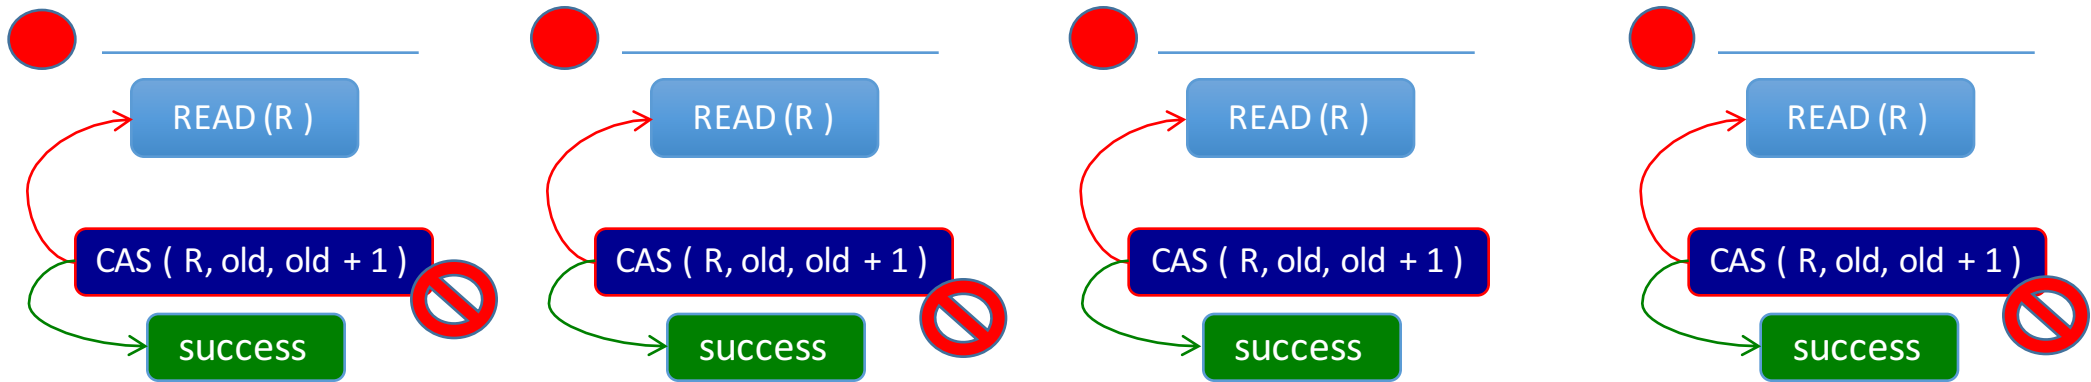 READ (R )
CAS ( R, old, old + 1 )
success
READ (R )
CAS ( R, old, old + 1 )
success
READ (R )
CAS ( R, old, old + 1 )
success
READ (R )
CAS ( R, old, old + 1 )
success